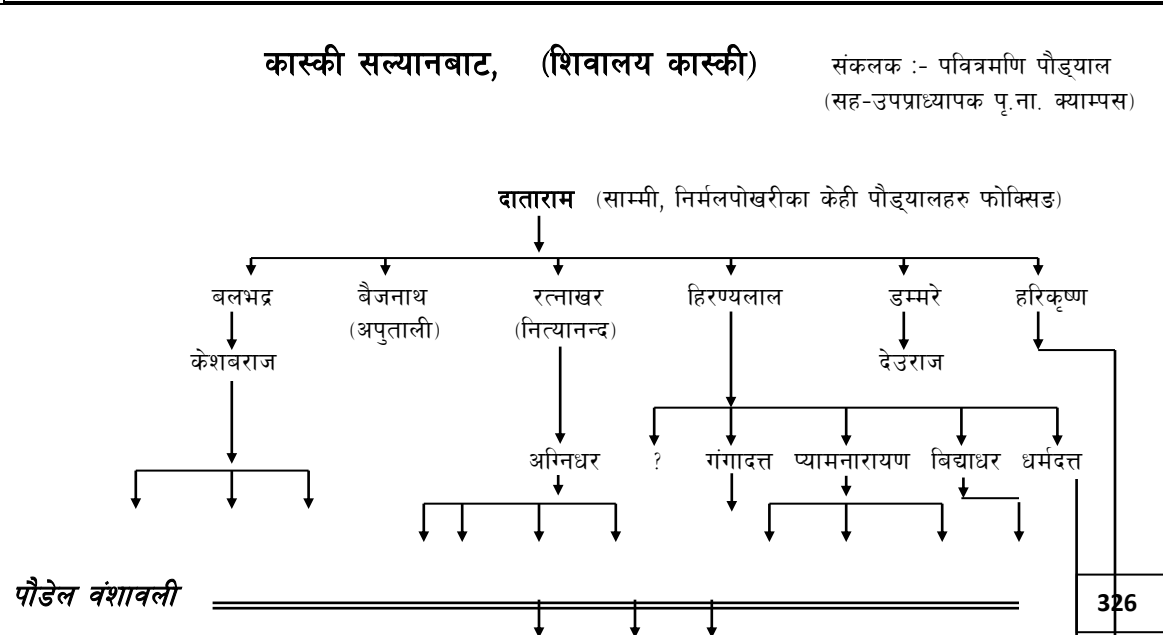 कास्की सल्यानबाट, (शिवालय कास्की) संकलक :- पवित्रमणि पौड्याल
(सह-उपप्राध्यापक पृ.ना. क्याम्पस)
दाताराम (साम्मी, निर्मलपोखरीका केही पौड्यालहरु फोक्सिङ)
बलभद्र बैजनाथ रत्नाखर हिरण्यलाल डम्मरे हरिकृष्ण
(अपुताली) (नित्यानन्द)
केशबराज देउराज
अग्निधर ? गंगादत्त प्यामनारायण बिद्याधर धर्मदत्त
पौडेल वंशावली 326